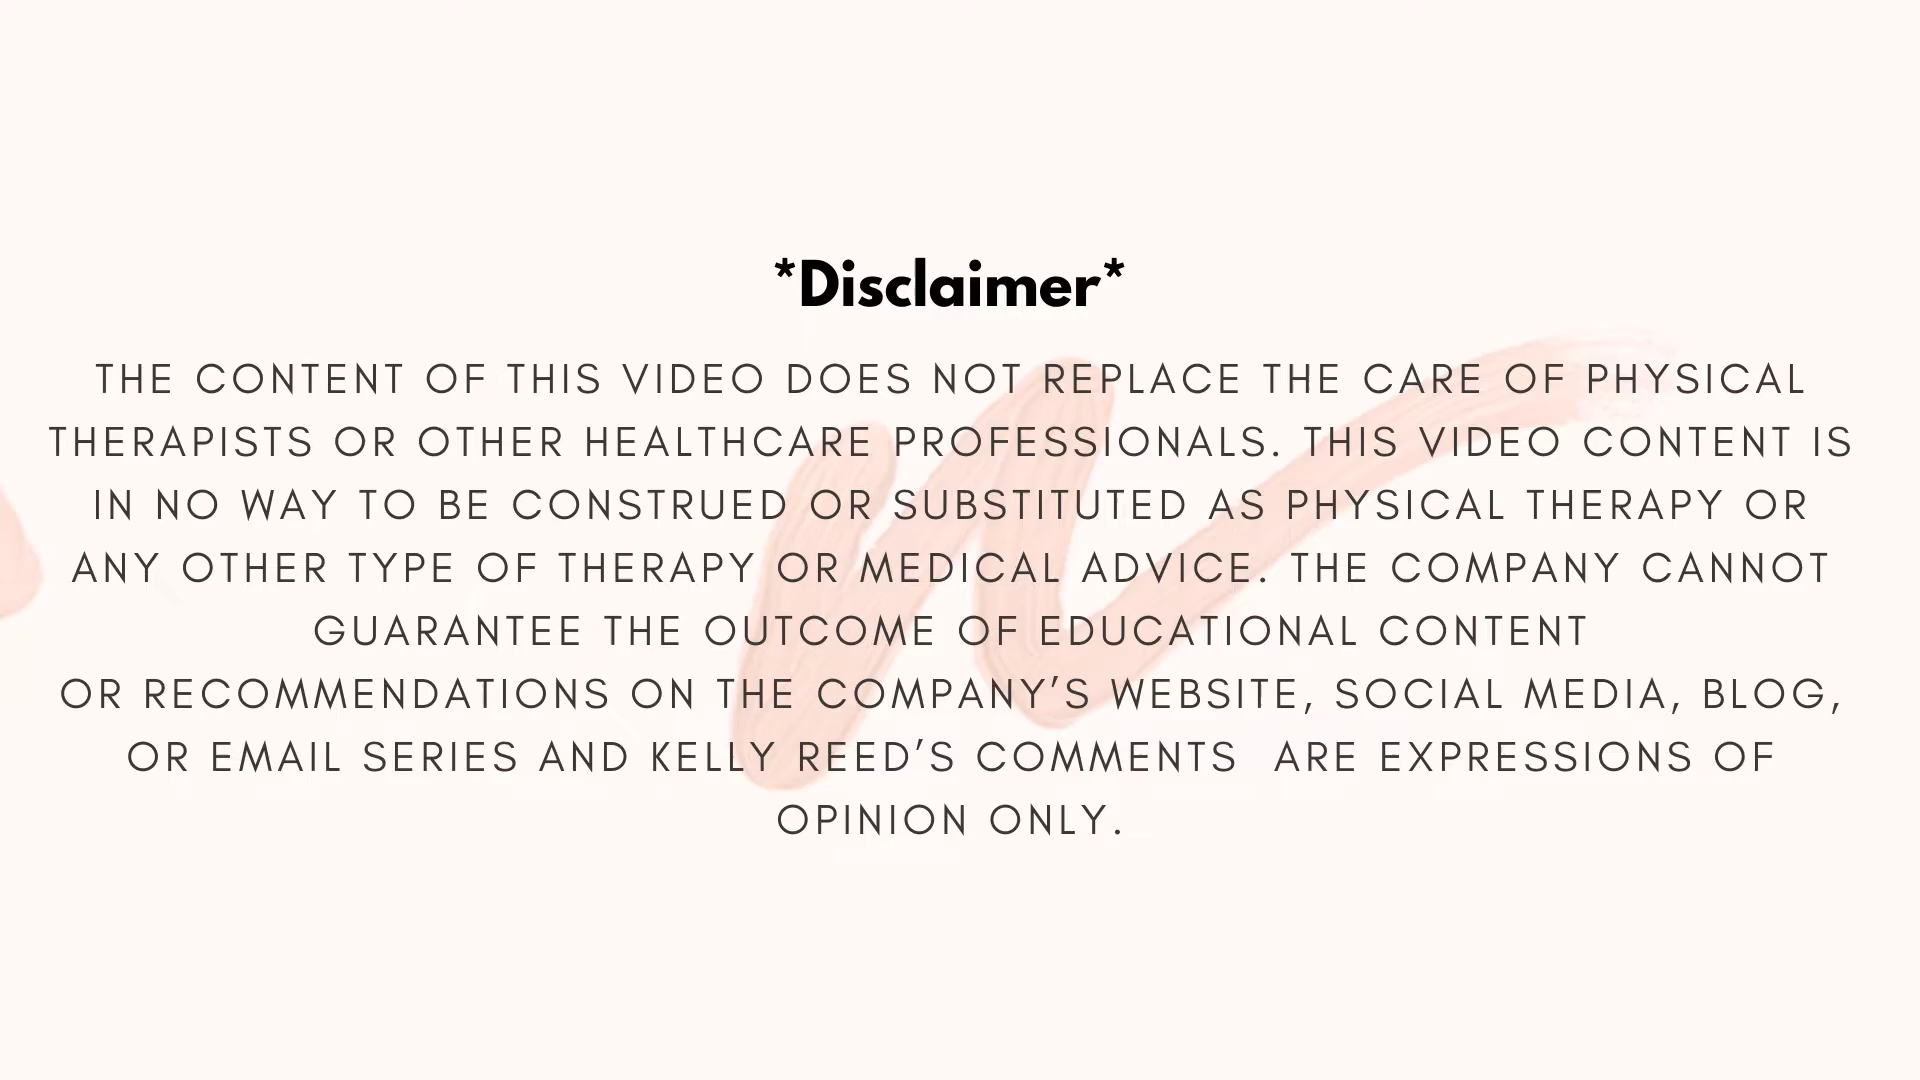 *Disclaimer*
THE CONTENT OF THIS VIDEO DOES NOT REPLACE THE CARE OF PHYSICAL
THERAPISTS OR OTHER HEALTHCARE PROFESSIONALS. THIS VIDEO CONTENT IS
IN NO WAY TO BE CONSTRUED OR SUBSTITUTED AS PHYSICAL THERAPY OR
ANY OTHER TYPE OF THERAPY OR MEDICAL ADVICE. THE COMPANY CANNOT
GUARANTEE THE OUTCOME OF EDUCATIONAL CONTENT
OR RECOMMENDATIONS ON THE COMPANY’S WEBSITE, SOCIAL MEDIA, BLOG,
OR EMAIL SERIES AND KELLY REED’S COMMENTS  ARE EXPRESSIONS OF
OPINION ONLY.